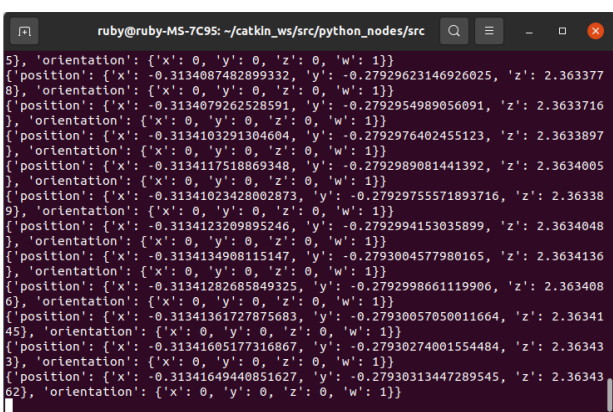 ruby@ruby-MS-7C95: ~/catkin_ws/src/python_nodes/src
5}, 'orientation': {'x': 0, 'y': 0, 'z': 0, 'w': 1}}
{'position': {'x': -0.3134087482899332, 'y': -0.27929623146926025, 'z': 2.363377
8}, 'orientation': {'x': 0, 'y': 0, 'z': 0, 'w': 1}}
{'position': {'x': -0.3134079262528591, 'y': -0.2792954989056091, 'z': 2.3633716
}, 'orientation': {'x': 0, 'y': 0, 'z': 0, 'w': 1}}
{'position': {'x': -0.3134103291304604, 'y': -0.2792976402455123, 'z': 2.3633897
}, 'orientation': {'x': 0, 'y': 0, 'z': 0, 'w': 1}}
{'position': {'x': -0.3134117518869348, 'y': -0.2792989081441392, 'z': 2.3634005
}, 'orientation': {'x': 0, 'y': 0, 'z': 0, 'w': 1}}
{'position': {'x': -0.31341023428002873, 'y': -0.27929755571893716, 'z': 2.36338
9}, 'orientation': {'x': 0, 'y': 0, 'z': 0, 'w': 1}}
{'position': {'x': -0.3134123209895246, 'y': -0.2792994153035899, 'z': 2.3634048
}, 'orientation': {'x': 0, 'y': 0, 'z': 0, 'w': 1}}
{'position': {'x': -0.3134134908115147, 'y': -0.2793004577980165, 'z': 2.3634136
}, 'orientation': {'x': 0, 'y': 0, 'z': 0, 'w': 1}}
{'position': {'x': -0.31341282685849325, 'y': -0.2792998661119906, 'z': 2.363408
6}, 'orientation': {'x': 0, 'y': 0, 'z': 0, 'w': 1}}
{'position': {'x': -0.31341361727875683, 'y': -0.27930057050011664, 'z': 2.36341
45}, 'orientation': {'x': 0, 'y': 0, 'z': 0, 'w': 1}}
{'position': {'x': -0.31341605177316867, 'y': -0.27930274001554484, 'z': 2.36343
3}, 'orientation': {'x': 0, 'y': 0, 'z': 0, 'w': 1}}
{'position': {'x': -0.31341649440851627, 'y': -0.27930313447289545, 'z': 2.36343
62}, 'orientation': {'x': 0, 'y': 0, 'z': 0, 'w': 1}}